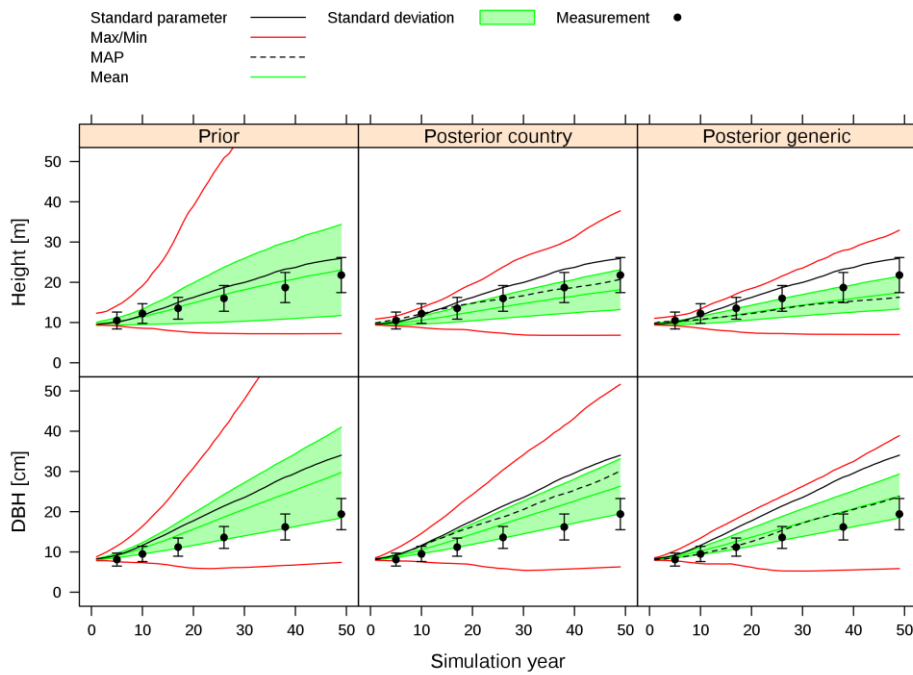 Standard parameter Standard deviation Measurement
Max/Min
MAP
Mean
Prior Posterior country Posterior generic
50
40
30
20
10
0
Height [m]
50
40
30
20
10
0
DBH [cm]
0 10 20 30 40 50 0 10 20 30 40 50 0 10 20 30 40 50
Simulation year